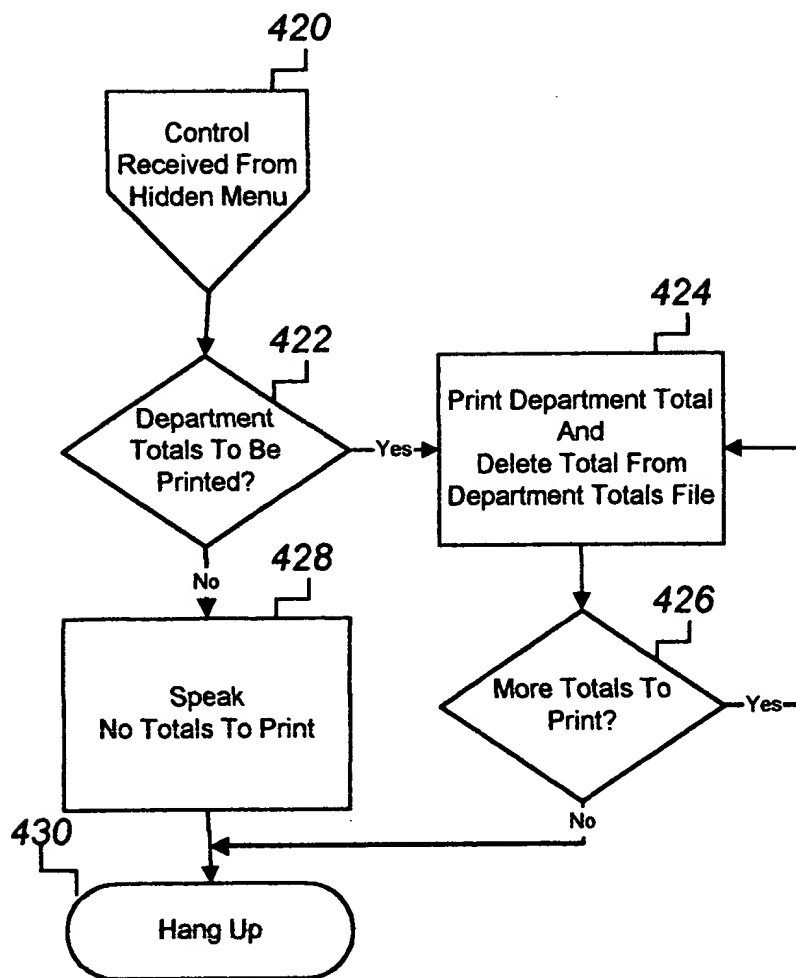 420
Control
Received From
Hidden Menu
422
Department
Totals To Be
Printed?
Yes
424
Print Department Total
And
Delete Total From
Department Totals File
No
428
Speak
No Totals To Print
426
More Totals To
Print?
Yes
No
430
Hang Up